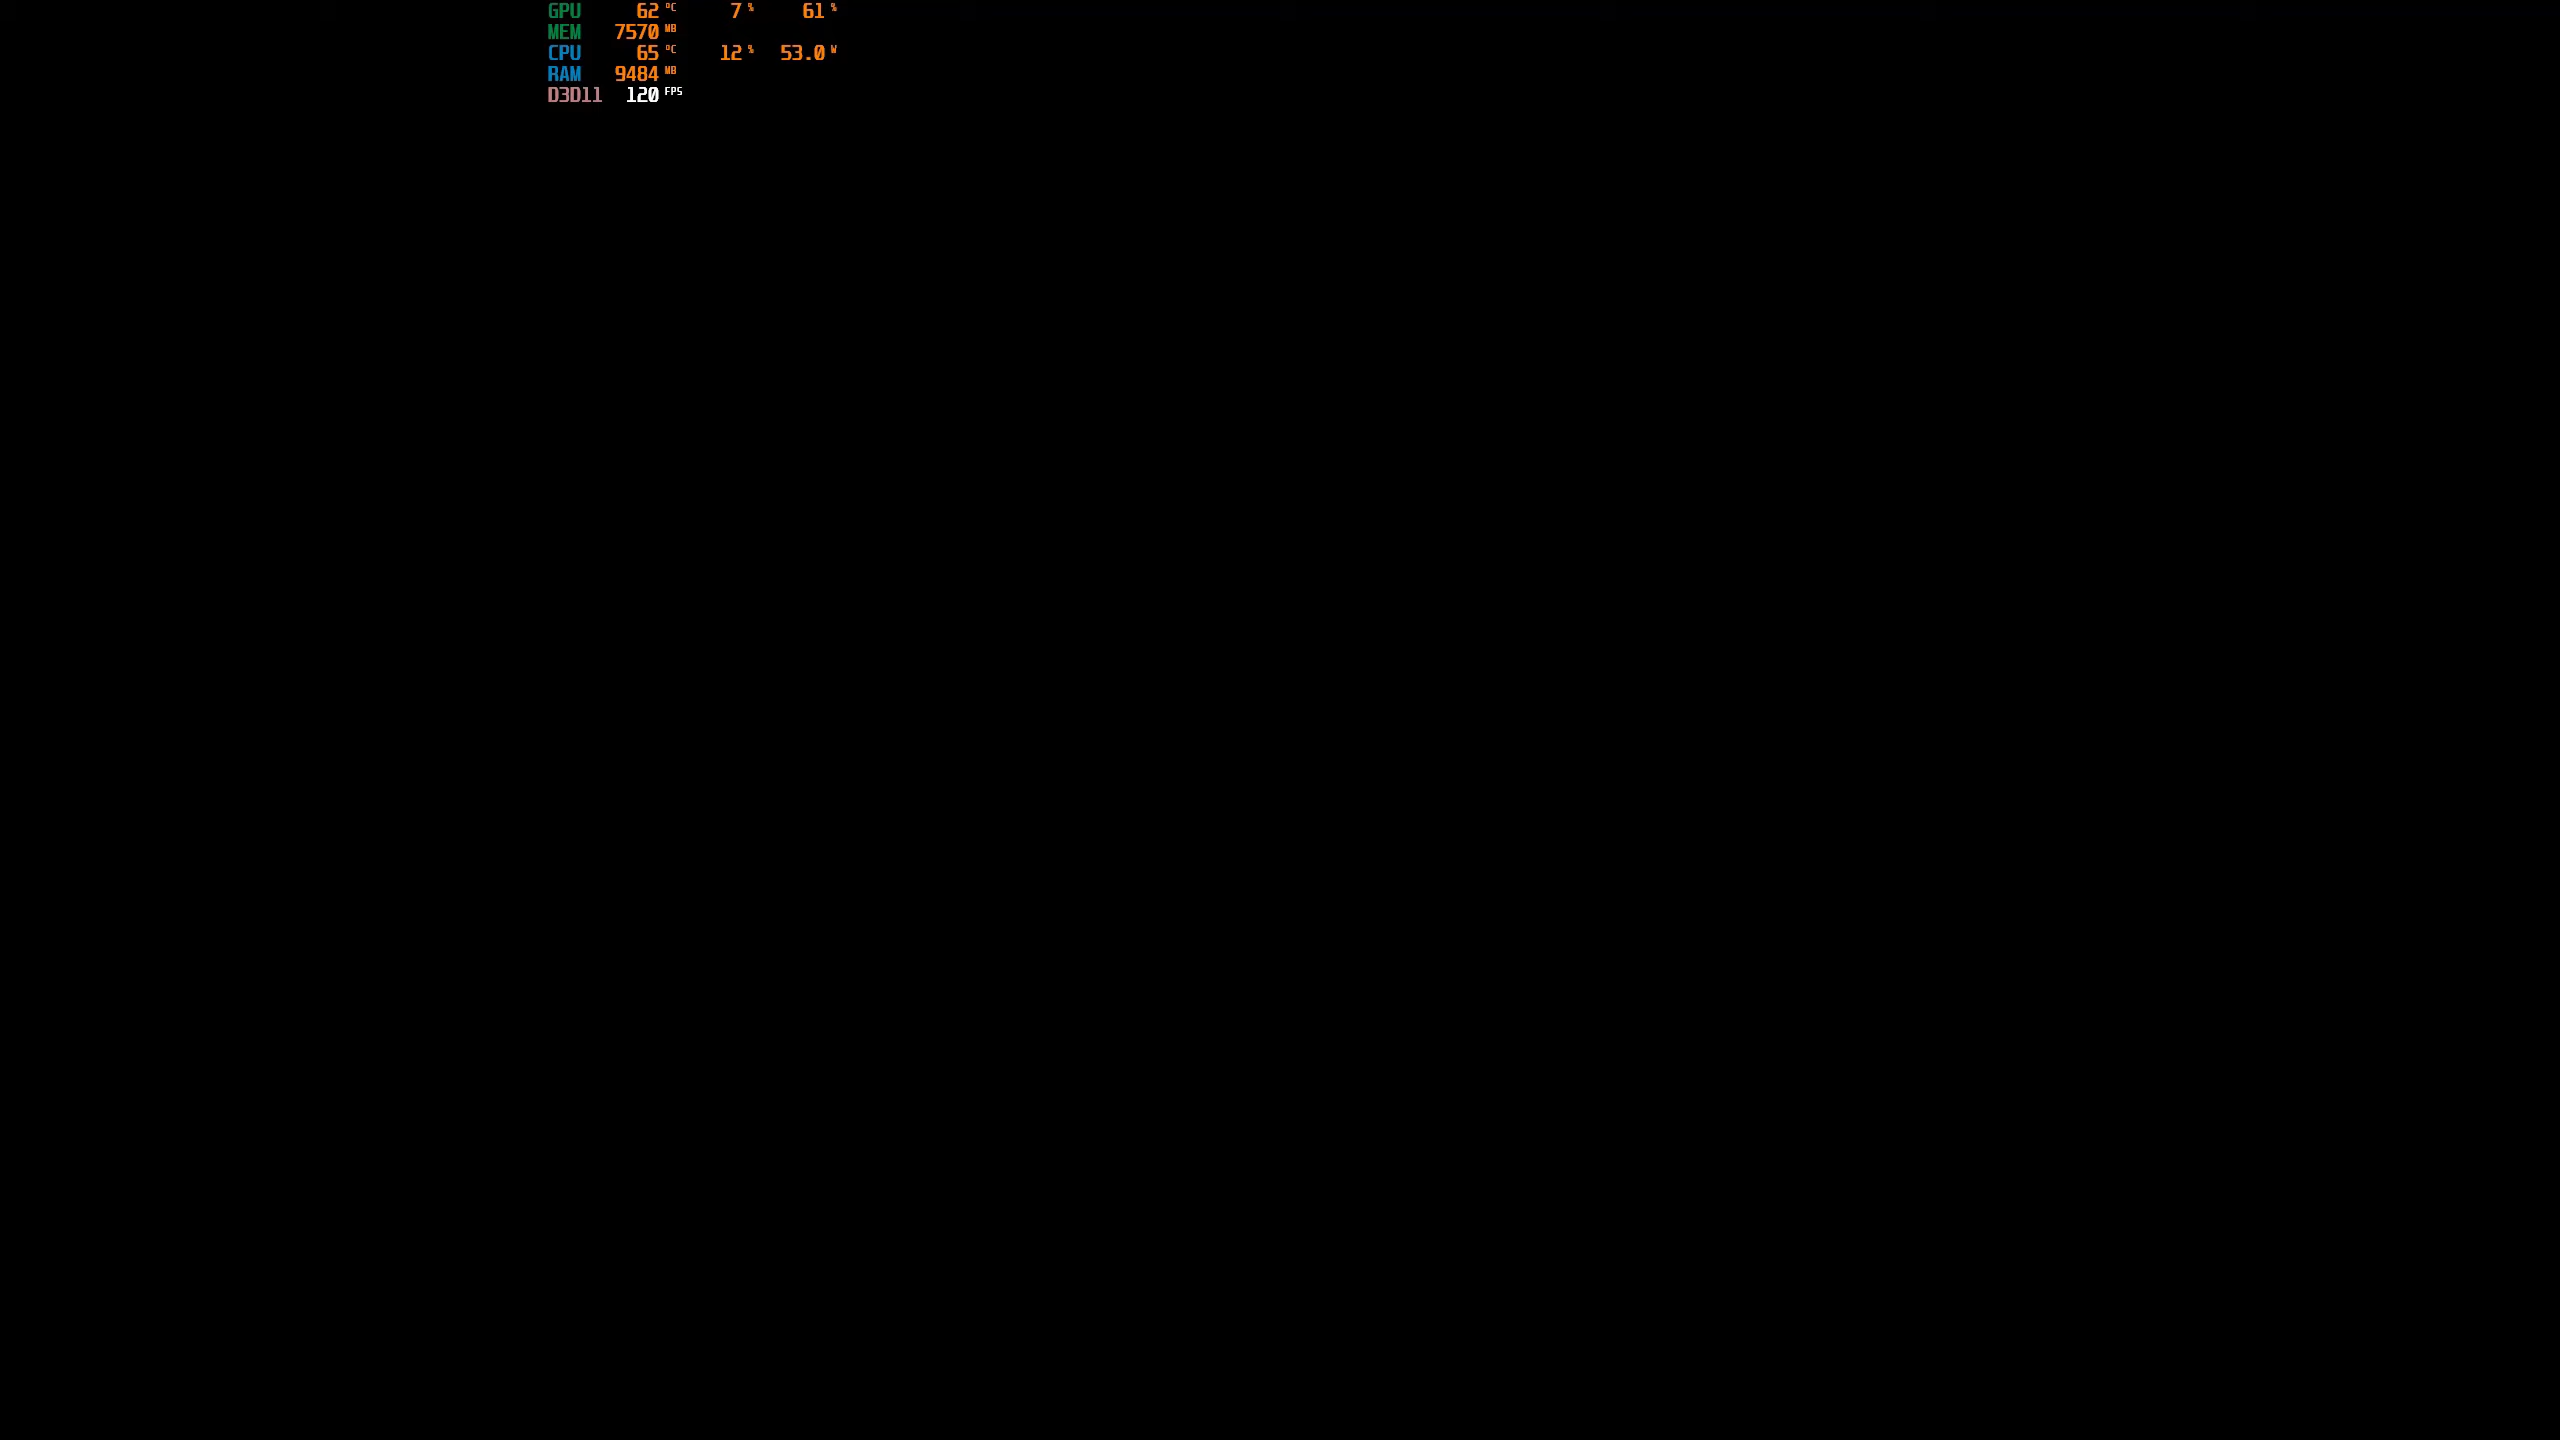 GPU 62 °C 7 % 61 %
MEM 7570 MB
CPU 65 °C 12 % 53.0 W
RAM 9484 MB
D3D11 120 FPS